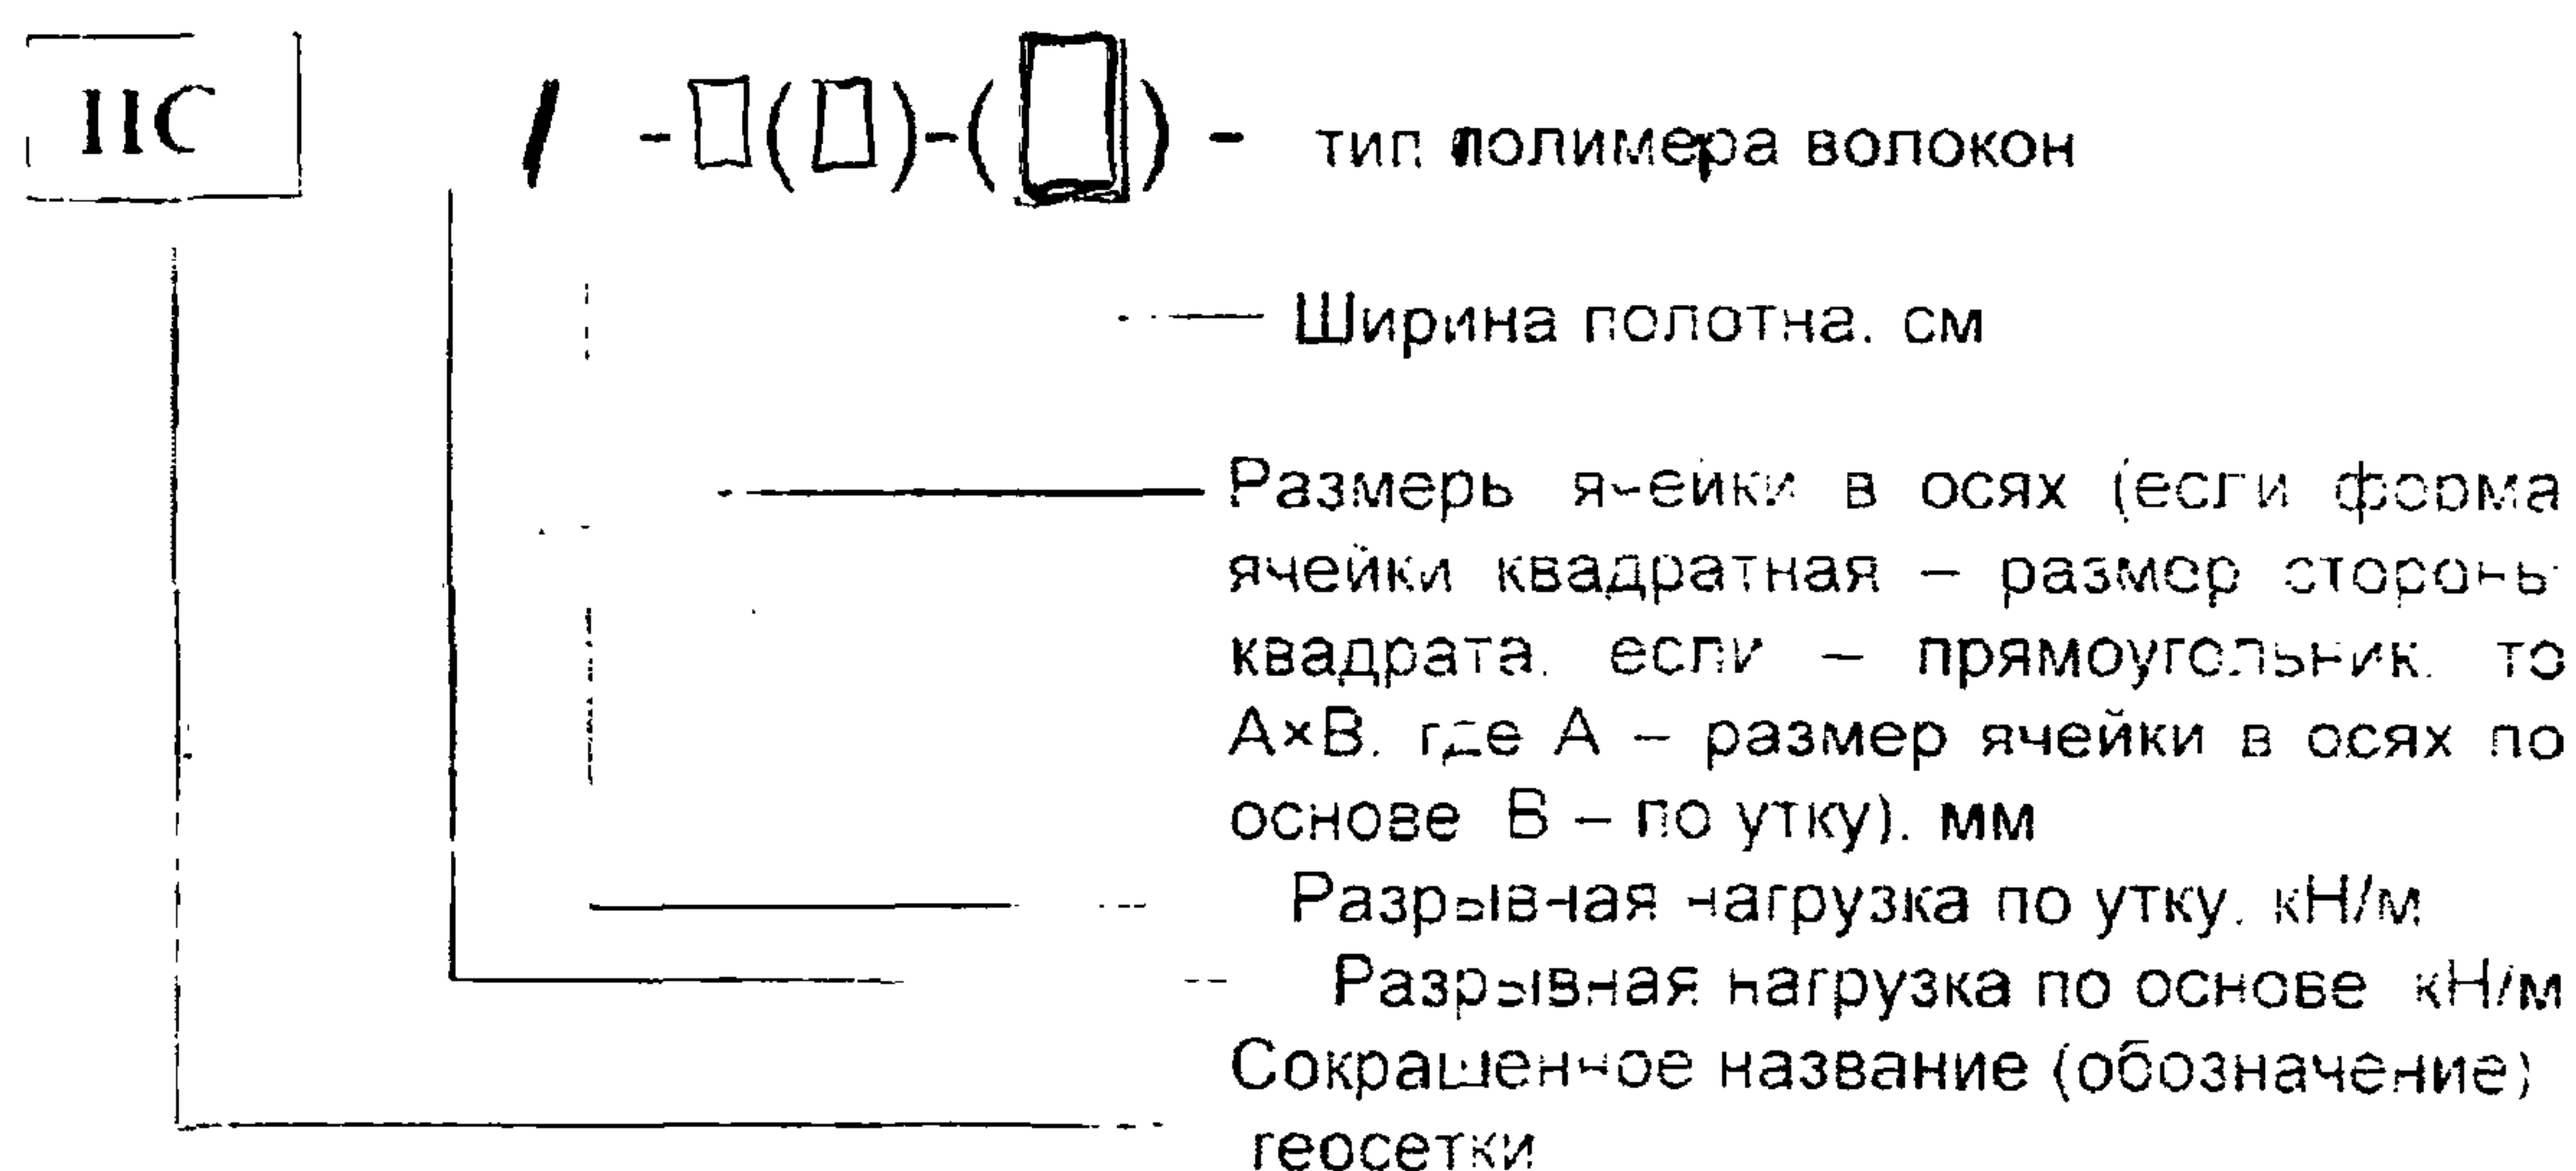 ПС / - □(□)-(□) - тип полимера волокон
Ширина полотна, см
Размеры ячейки в осях (если форма
ячейки квадратная – размер стороны
квадрата, если – прямоугольник, то
А×В, где А – размер ячейки в осях по
основе В – по утку), мм
Разрывная нагрузка по утку, кН/м
Разрывная нагрузка по основе кН/м
Сокращенное название (обозначение)
геосетки